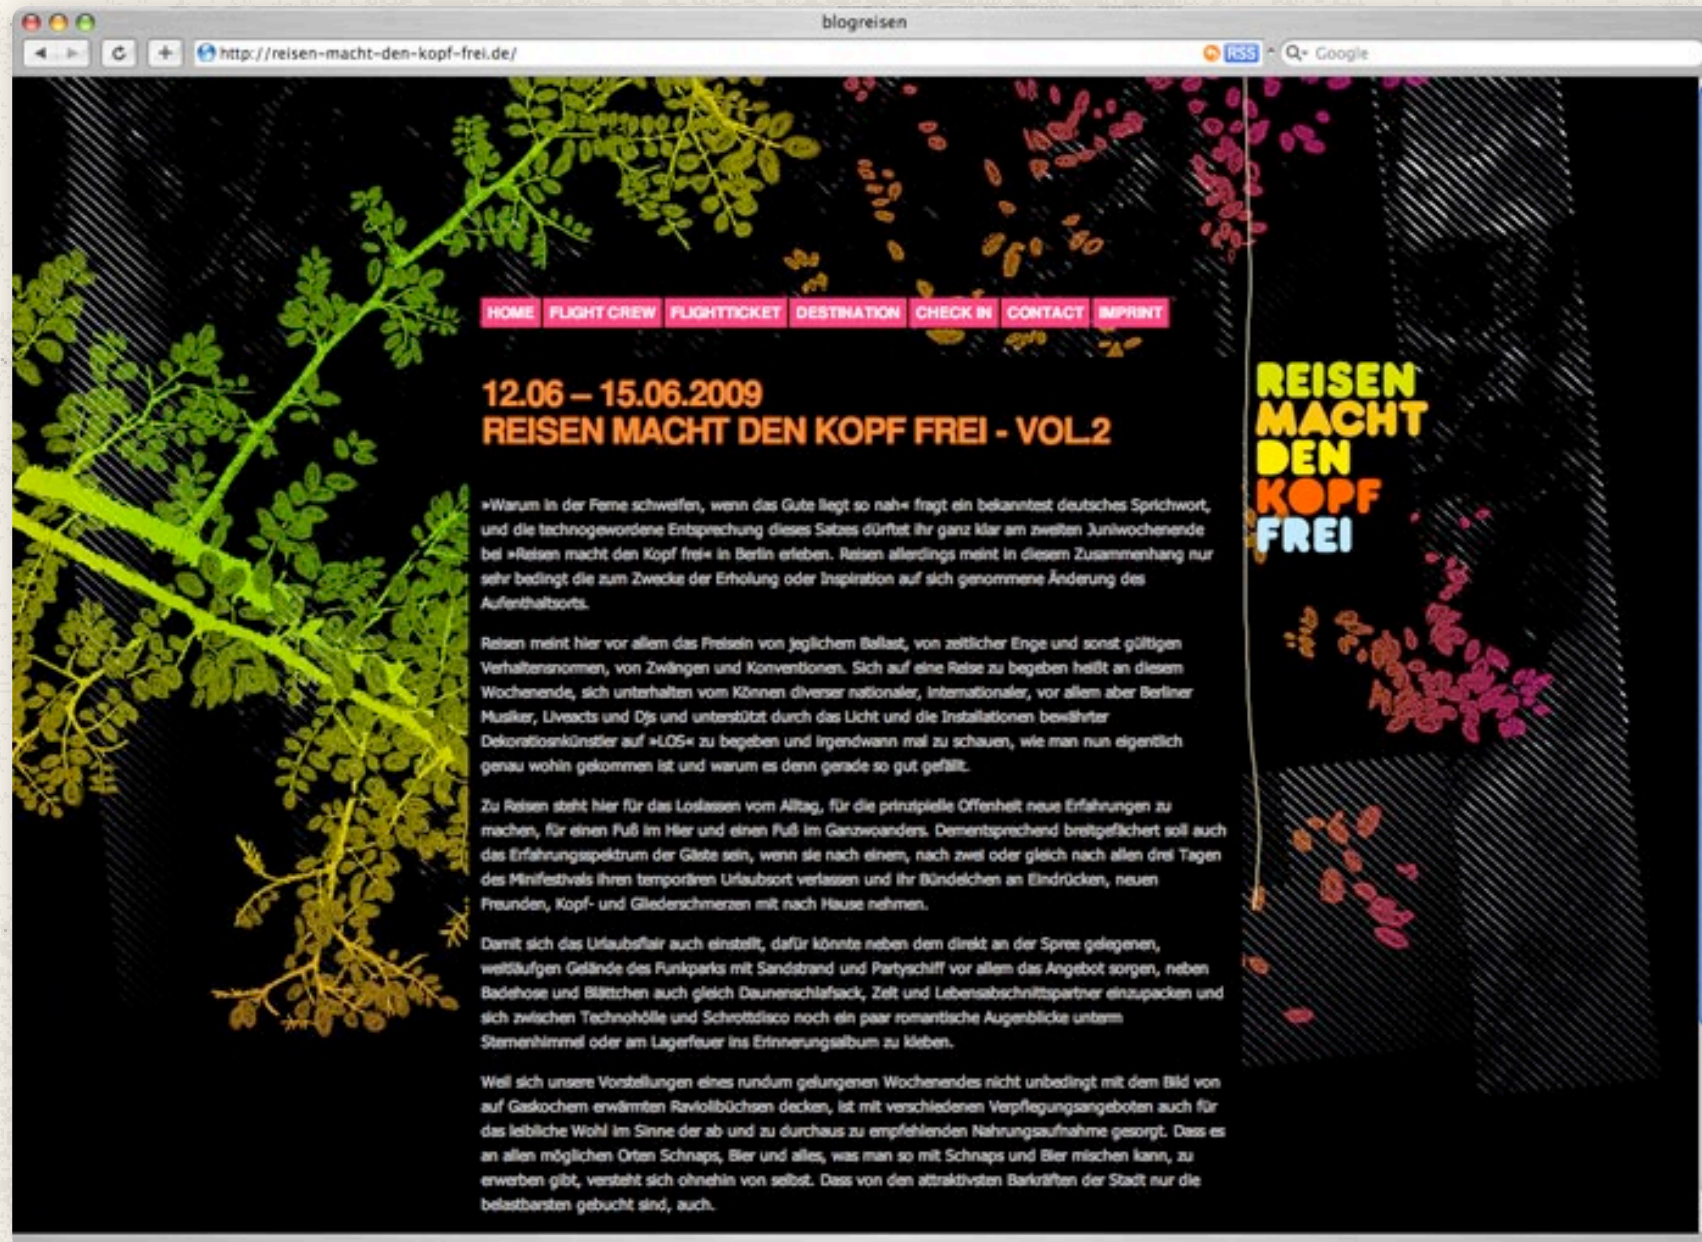 blogreisen
http://reisen-macht-den-kopf-frei.de/
RSS
Google
HOME FLIGHT CREW FLIGHTTICKET DESTINATION CHECK IN CONTACT IMPRINT
12.06 – 15.06.2009
REISEN MACHT DEN KOPF FREI - VOL.2
REISEN
MACHT
DEN
KOPF
FREI
»Warum in der Ferne schweifen, wenn das Gute liegt so nah« fragt ein bekanntest deutsches Sprichwort,
und die technogewordene Entsprechung dieses Satzes dürftet ihr ganz klar am zweiten Juniwochenende
bei »Reisen macht den Kopf frei« in Berlin erleben. Reisen allerdings meint in diesem Zusammenhang nur
sehr bedingt die zum Zwecke der Erholung oder Inspiration auf sich genommene Änderung des
Aufenthaltsorts.
Reisen meint hier vor allem das Freisein von jeglichem Ballast, von zeitlicher Enge und sonst gültigen
Verhaltensnormen, von Zwängen und Konventionen. Sich auf eine Reise zu begeben heißt an diesem
Wochenende, sich unterhalten vom Können diverser nationaler, internationaler, vor allem aber Berliner
Musiker, Liveacts und Djs und unterstützt durch das Licht und die Installationen bewährter
Dekoratiosnkünstler auf »LOS« zu begeben und irgendwann mal zu schauen, wie man nun eigentlich
genau wohin gekommen ist und warum es denn gerade so gut gefällt.
Zu Reisen steht hier für das Loslassen vom Alltag, für die prinzipielle Offenheit neue Erfahrungen zu
machen, für einen Fuß im Hier und einen Fuß im Ganzwoanders. Dementsprechend breitgefächert soll auch
das Erfahrungsspektrum der Gäste sein, wenn sie nach einem, nach zwei oder gleich nach allen drei Tagen
des Minifestivals ihren temporären Urlaubsort verlassen und ihr Bündelchen an Eindrücken, neuen
Freunden, Kopf- und Gliederschmerzen mit nach Hause nehmen.
Damit sich das Urlaubsflair auch einstellt, dafür könnte neben dem direkt an der Spree gelegenen,
weitläufgen Gelände des Funkparks mit Sandstrand und Partyschiff vor allem das Angebot sorgen, neben
Badehose und Blättchen auch gleich Daunenschlafsack, Zelt und Lebensabschnittspartner einzupacken und
sich zwischen Technohölle und Schrottdisco noch ein paar romantische Augenblicke unterm
Sternenhimmel oder am Lagerfeuer ins Erinnerungsalbum zu kleben.
Weil sich unsere Vorstellungen eines rundum gelungenen Wochenendes nicht unbedingt mit dem Bild von
auf Gaskochern erwärmten Raviolibüchsen decken, ist mit verschiedenen Verpflegungsangeboten auch für
das leibliche Wohl im Sinne der ab und zu durchaus zu empfehlenden Nahrungsaufnahme gesorgt. Dass es
an allen möglichen Orten Schnaps, Bier und alles, was man so mit Schnaps und Bier mischen kann, zu
erwerben gibt, versteht sich ohnehin von selbst. Dass von den attraktivsten Barkräften der Stadt nur die
belastbarsten gebucht sind, auch.